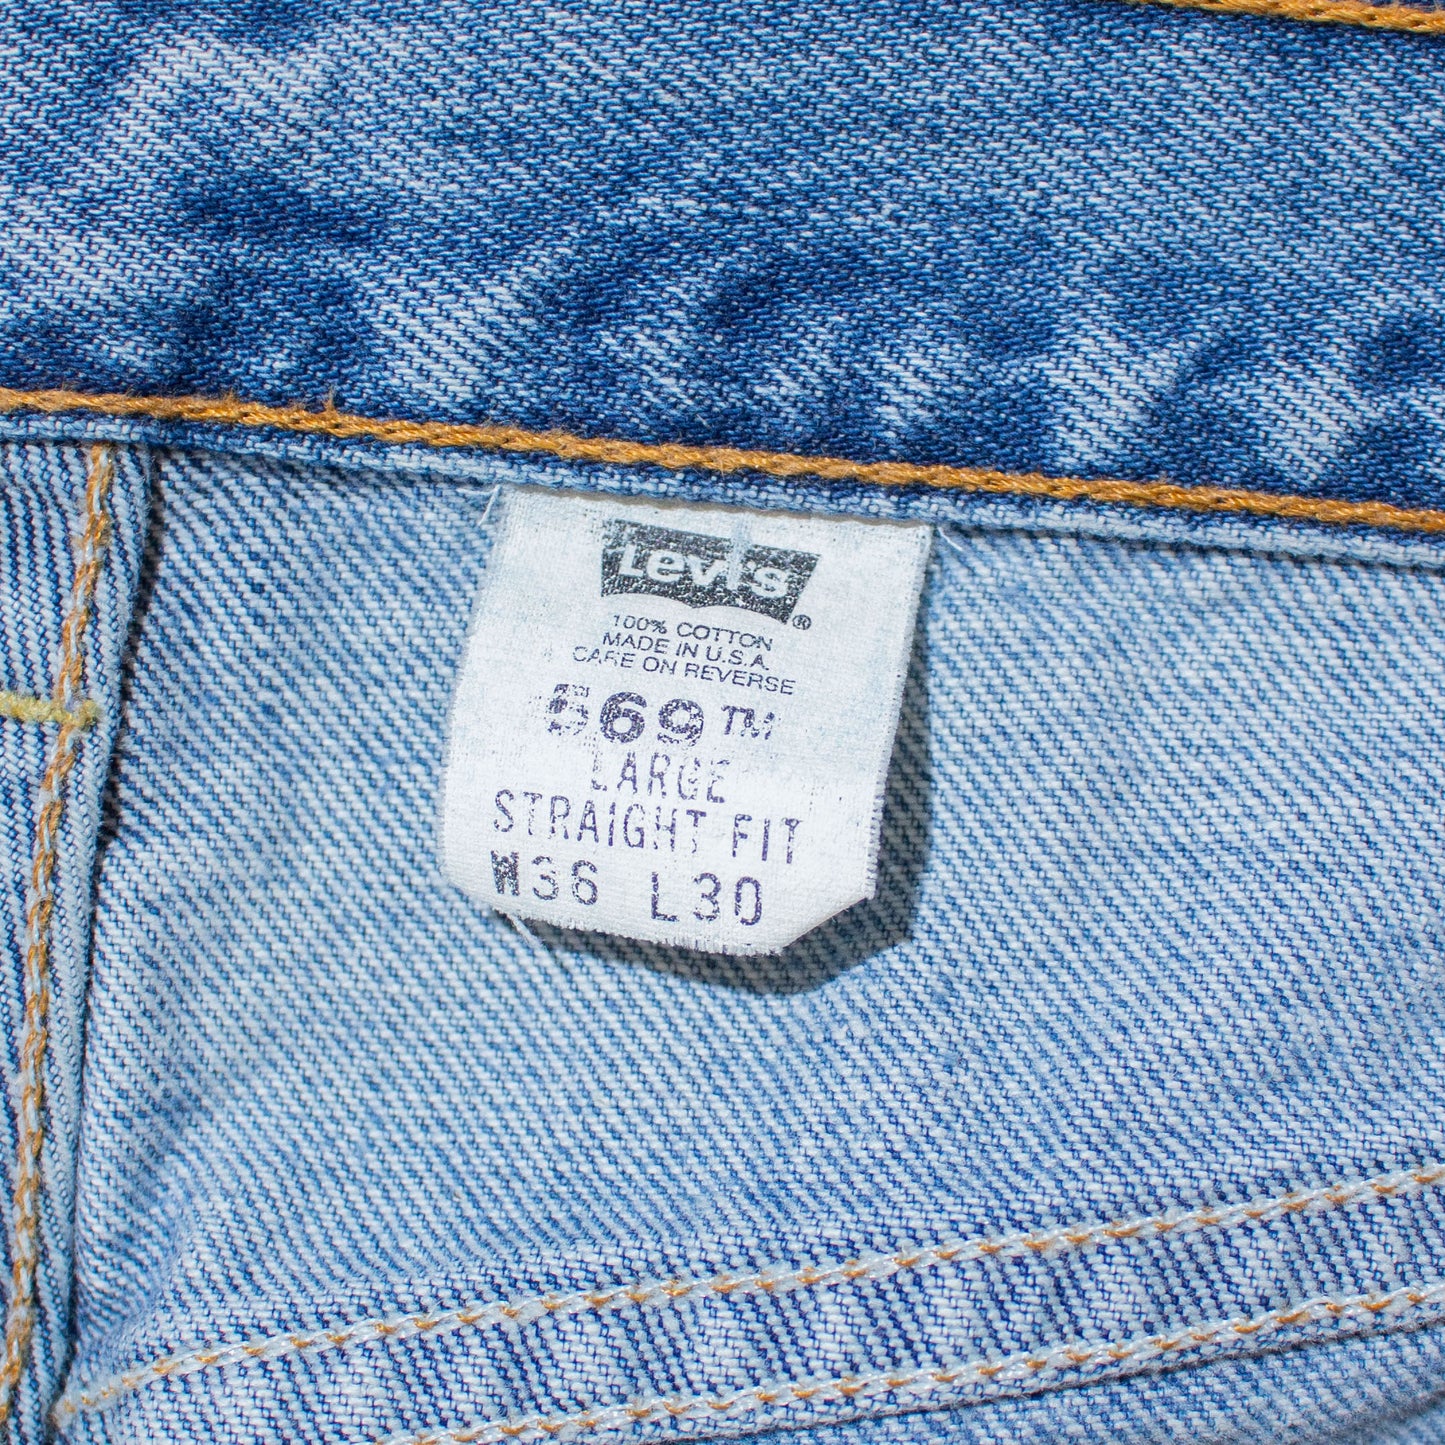 Levi's ®
100% COTTON
MADE IN U.S.A.
CARE ON REVERSE
569™
LARGE
STRAIGHT FIT
W36 L30